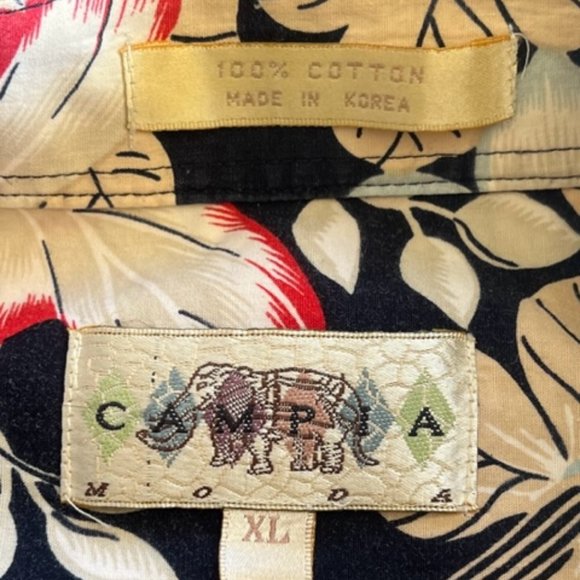 100% COTTON
MADE IN KOREA
CAMPIA
MODA
XL